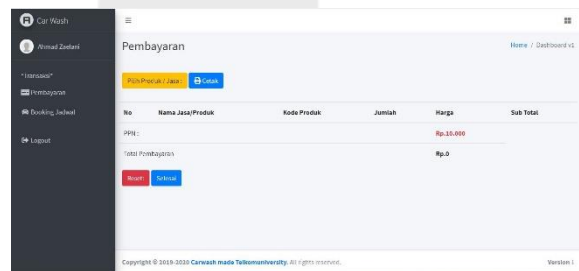 Car Wash
Ahmad Zaelani
Pembayaran
Home / Dashboard v1
"Transaksi"
Pembayaran
Booking Jadwal
Logout
Pilih Produk / Jasa :
Cetak
No Nama Jasa/Produk Kode Produk Jumlah Harga Sub Total
PPN : Rp.10.000
Total Pembayaran Rp.0
Reset Selesai
Copyright © 2019-2020 Carwash made Telkomuniversity. All rights reserved.
Version 1